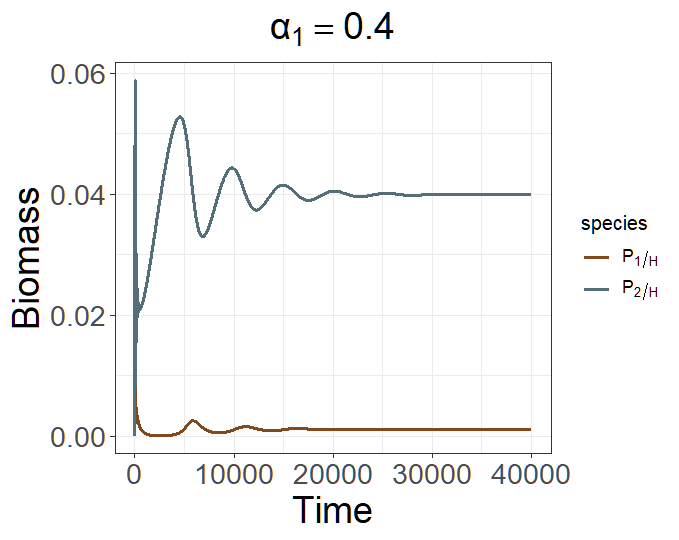 α₁ = 0.4
Biomass
0.06
0.04
0.02
0.00
0 10000 20000 30000 40000
Time
species
P₁/H
P₂/H